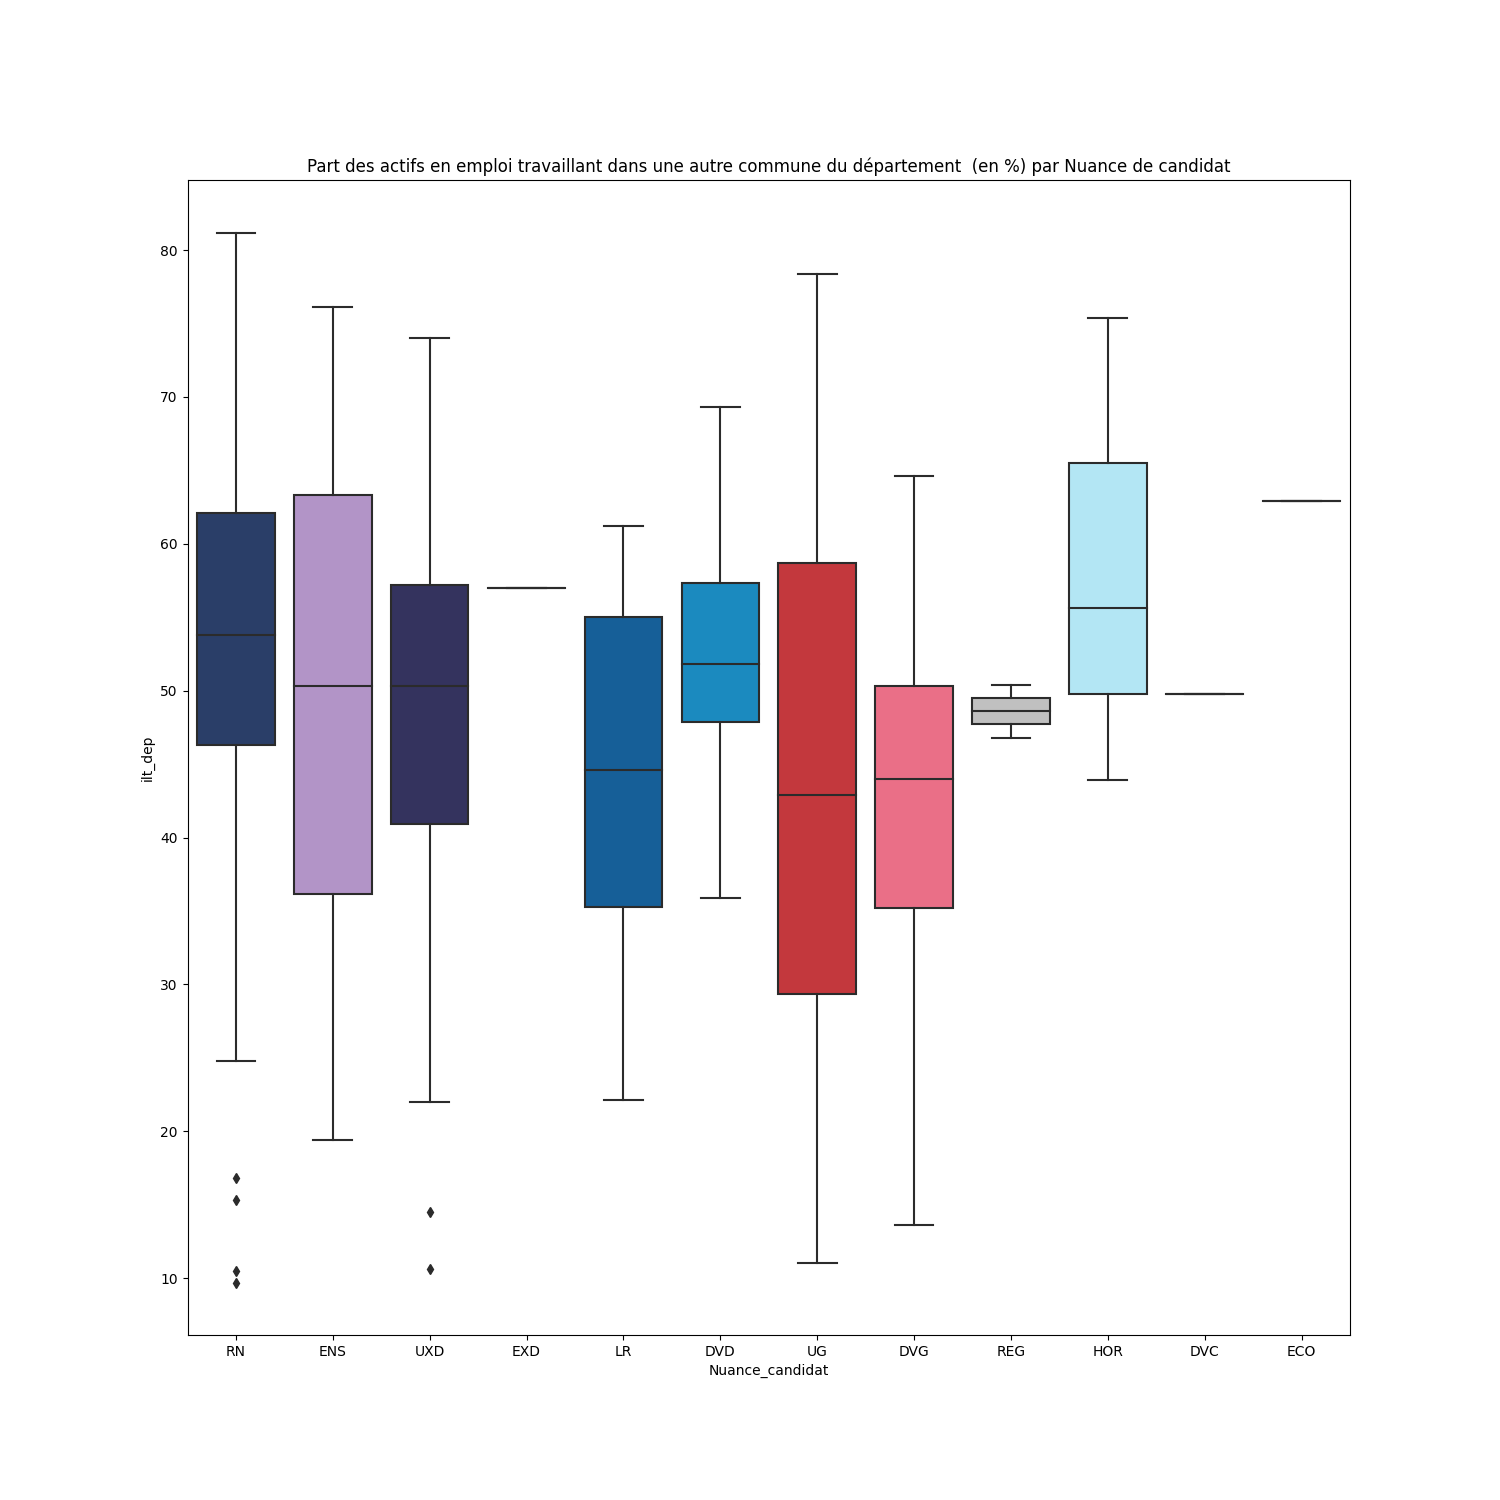 Part des actifs en emploi travaillant dans une autre commune du département  (en %) par Nuance de candidat
80
70
60
50
40
30
20
10
ilt_dep
RN ENS UXD EXD LR DVD UG DVG REG HOR DVC ECO
Nuance_candidat